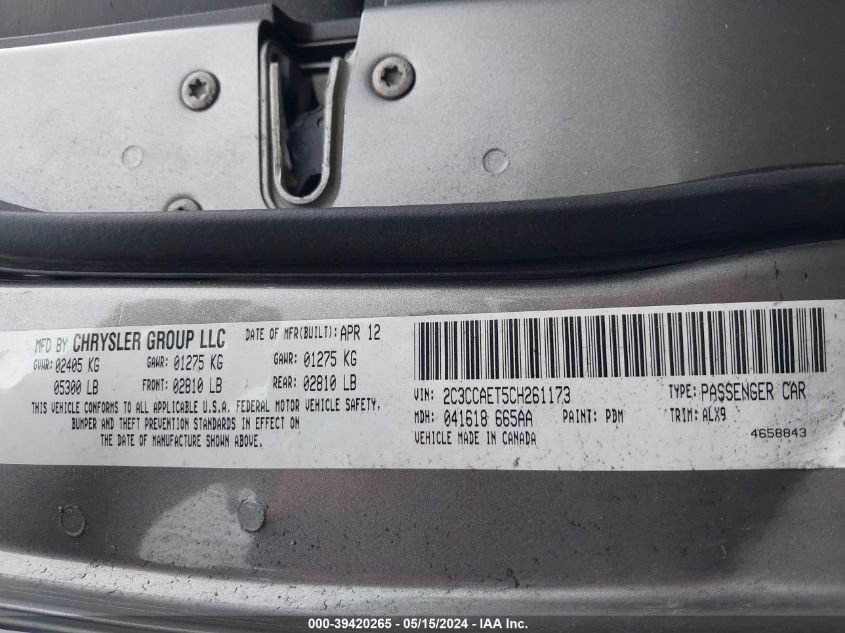 MFD BY CHRYSLER GROUP LLC DATE OF MFR(BUILT): APR 12
GVWR: 02405 KG GAWR: 01275 KG GAWR: 01275 KG
05300 LB FRONT: 02810 LB REAR: 02810 LB
THIS VEHICLE CONFORMS TO ALL APPLICABLE U.S.A. FEDERAL MOTOR VEHICLE SAFETY,
BUMPER AND THEFT PREVENTION STANDARDS IN EFFECT ON
THE DATE OF MANUFACTURE SHOWN ABOVE.
VIN: 2C3CCAET5CH261173 TYPE: PASSENGER CAR
MDH: 041618 665AA PAINT: PDM TRIM: ALX9
VEHICLE MADE IN CANADA 4658843
000-39420265 - 05/15/2024 - IAA Inc.